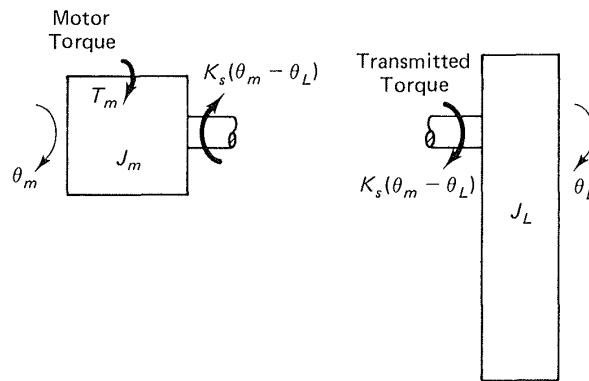 Motor
Torque
T_m
K_s(θ_m − θ_L)
θ_m
J_m
Transmitted
Torque
K_s(θ_m − θ_L)
J_L